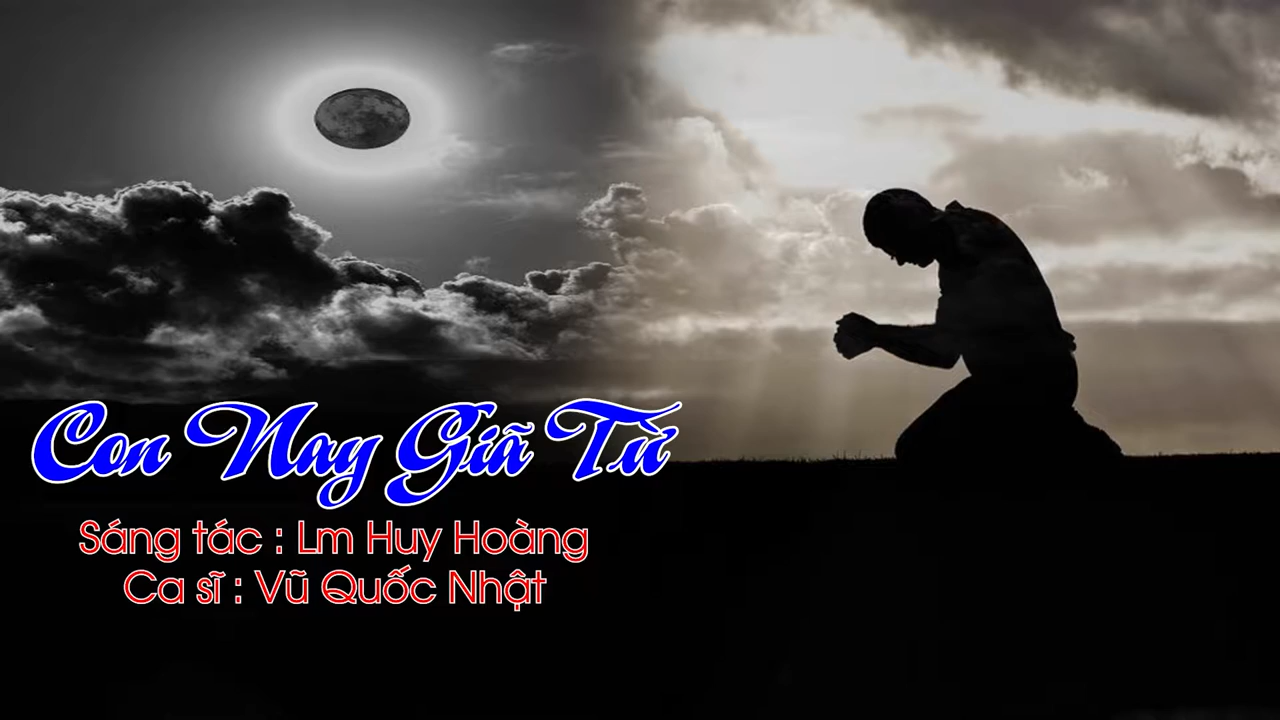 Con Nay Giã Từ
Sáng tác : Lm Huy Hoàng
Ca sĩ : Vũ Quốc Nhật